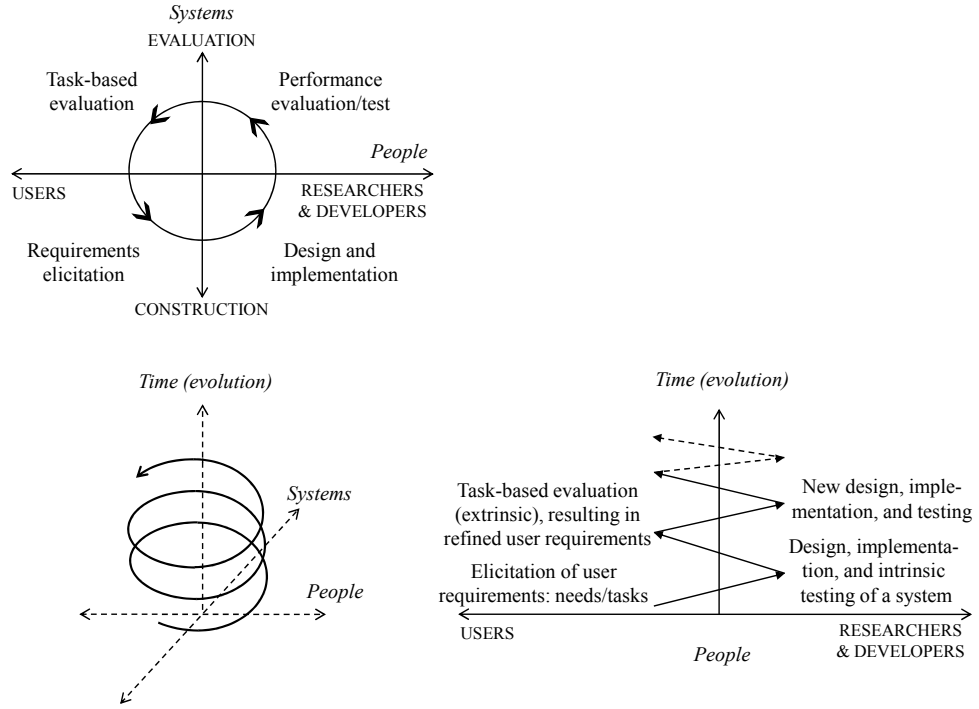 Systems
EVALUATION
Task-based
evaluation
Performance
evaluation/test
People
USERS
RESEARCHERS
& DEVELOPERS
Requirements
elicitation
Design and
implementation
CONSTRUCTION
Time (evolution)
Systems
People
Time (evolution)
Task-based evaluation
(extrinsic), resulting in
refined user requirements
New design, imple-
mentation, and testing
Elicitation of user
requirements: needs/tasks
Design, implementa-
tion, and intrinsic
testing of a system
USERS
RESEARCHERS
& DEVELOPERS
People